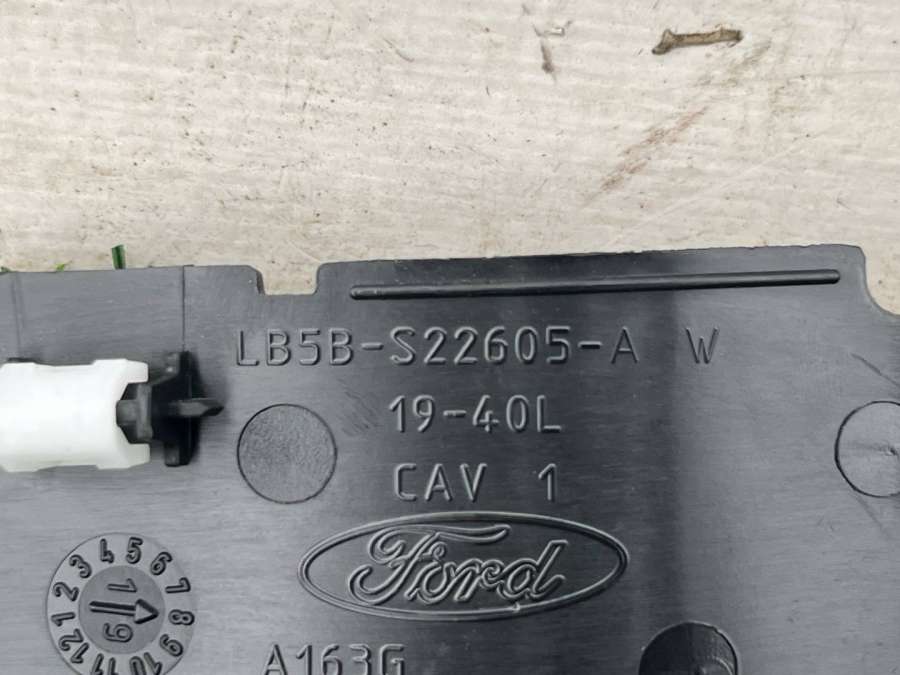 LB5B-S22605-A W
19-40L
CAV 1
Ford
1 2 3 4 5 6 7 8 9 10 11 12
19
A163G